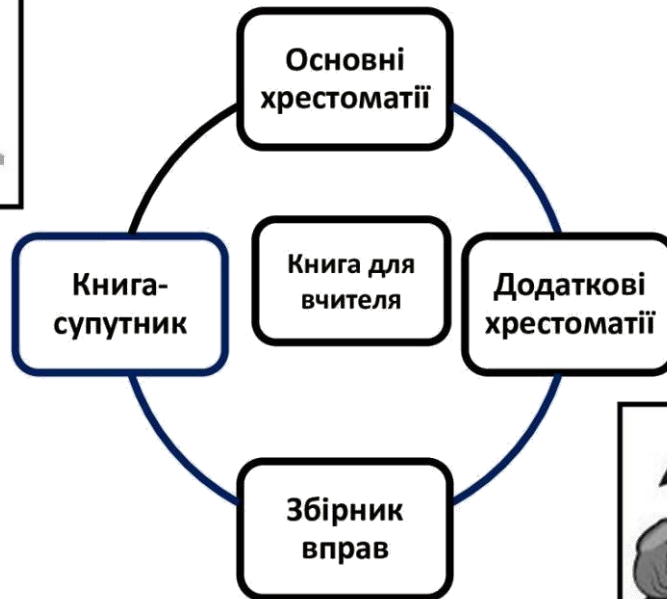 Основні
хрестоматії
Книга-
супутник
Книга для
вчителя
Додаткові
хрестоматії
Збірник
вправ